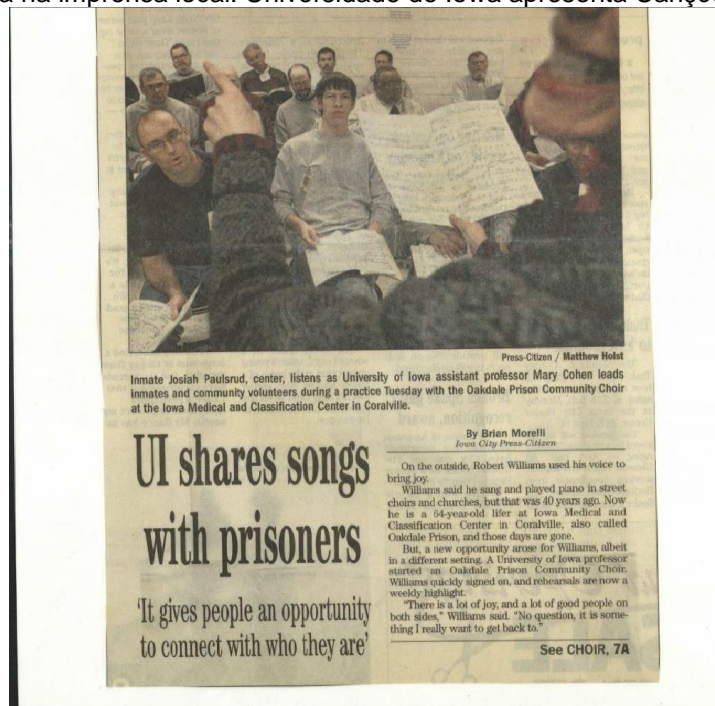 a na imprensa local. Universidade de Iowa apresenta Canço
Press-Citizen / Matthew Holst
Inmate Josiah Paulsrud, center, listens as University of Iowa assistant professor Mary Cohen leads
inmates and community volunteers during a practice Tuesday with the Oakdale Prison Community Choir
at the Iowa Medical and Classification Center in Coralville.
UI shares songs
with prisoners
'It gives people an opportunity
to connect with who they are'
By Brian Morelli
Iowa City Press-Citizen
On the outside, Robert Williams used his voice to
bring joy.
Williams said he sang and played piano in street
choirs and churches, but that was 40 years ago. Now
he is a 64-year-old lifer at Iowa Medical and
Classification Center in Coralville, also called
Oakdale Prison, and those days are gone.
But, a new opportunity arose for Williams, albeit
in a different setting. A University of Iowa professor
started an Oakdale Prison Community Choir.
Williams quickly signed on, and rehearsals are now a
weekly highlight.
"There is a lot of joy, and a lot of good people on
both sides," Williams said. "No question, it is some-
thing I really want to get back to."
See CHOIR, 7A